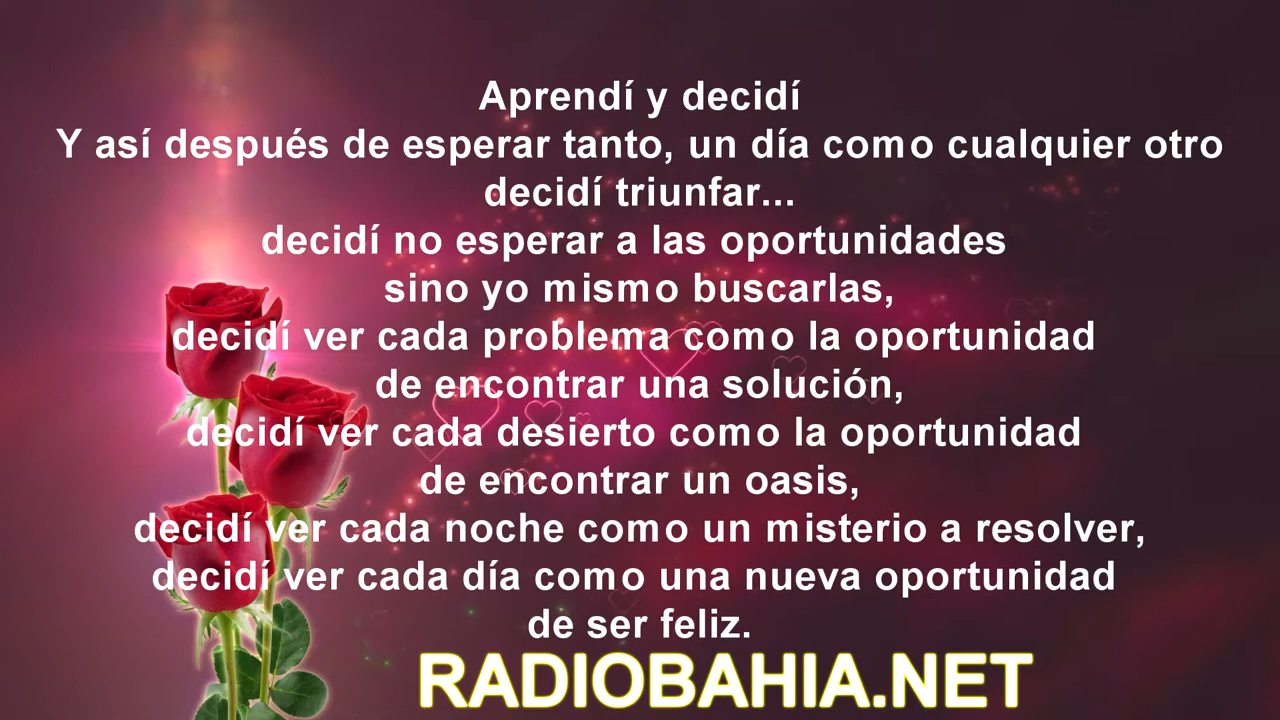 Aprendí y decidí
Y así después de esperar tanto, un día como cualquier otro
decidí triunfar...
decidí no esperar a las oportunidades
sino yo mismo buscarlas,
decidí ver cada problema como la oportunidad
de encontrar una solución,
decidí ver cada desierto como la oportunidad
de encontrar un oasis,
decidí ver cada noche como un misterio a resolver,
decidí ver cada día como una nueva oportunidad
de ser feliz.
RADIOBAHIA.NET